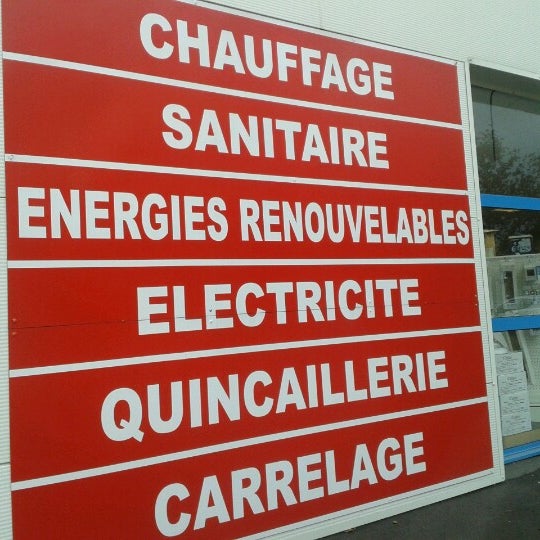 CHAUFFAGE
SANITAIRE
ENERGIES RENOUVELABLES
ELECTRICITE
QUINCAILLERIE
CARRELAGE